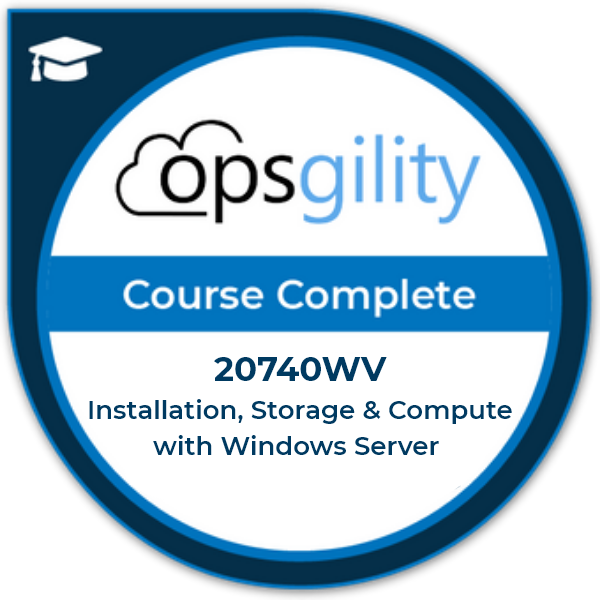 opsgility
Course Complete
20740WV
Installation, Storage & Compute
with Windows Server